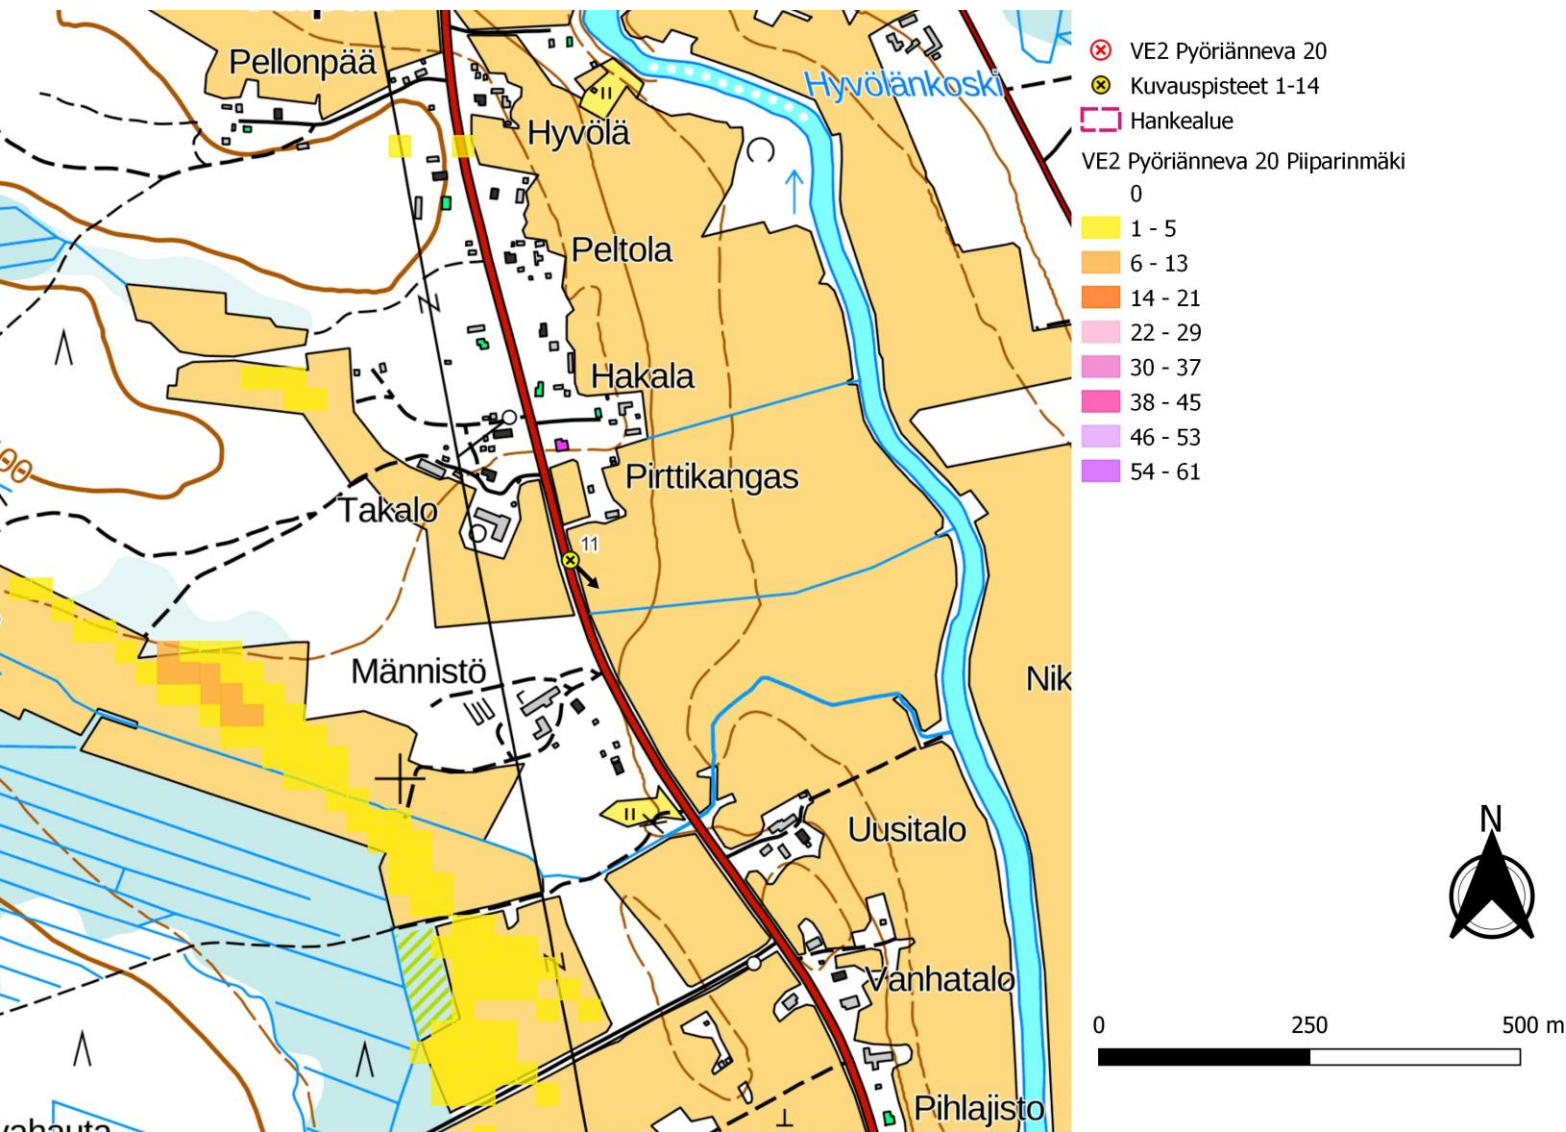 Pellonpää
Hyvölänkoski
Hyvölä
Peltola
Hakala
Pirttikangas
Takalo
11
Männistö
Nik
Uusitalo
Vanhatalo
Pihlajisto
VE2 Pyöriänneva 20
Kuvauspisteet 1-14
Hankealue
VE2 Pyöriänneva 20 Piiparinmäki
0
1 - 5
6 - 13
14 - 21
22 - 29
30 - 37
38 - 45
46 - 53
54 - 61
N
0 250 500 m